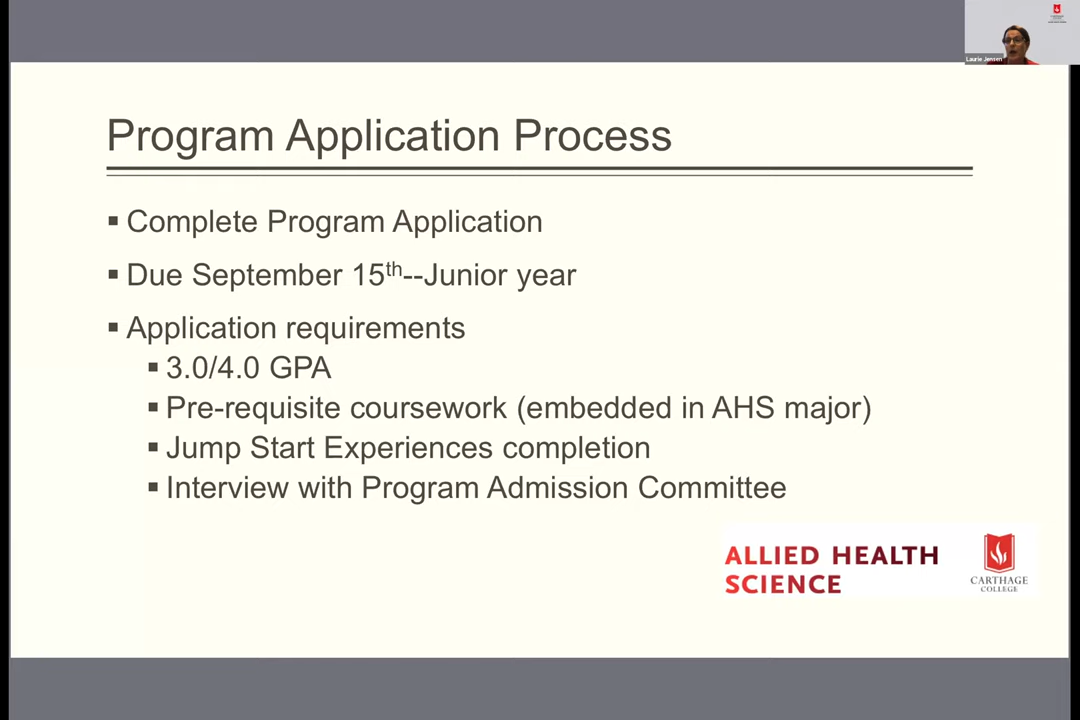 Laurie Jensen
Program Application Process
▪ Complete Program Application
▪ Due September 15th--Junior year
▪ Application requirements
▪ 3.0/4.0 GPA
▪ Pre-requisite coursework (embedded in AHS major)
▪ Jump Start Experiences completion
▪ Interview with Program Admission Committee
ALLIED HEALTH
SCIENCE
CARTHAGE
COLLEGE